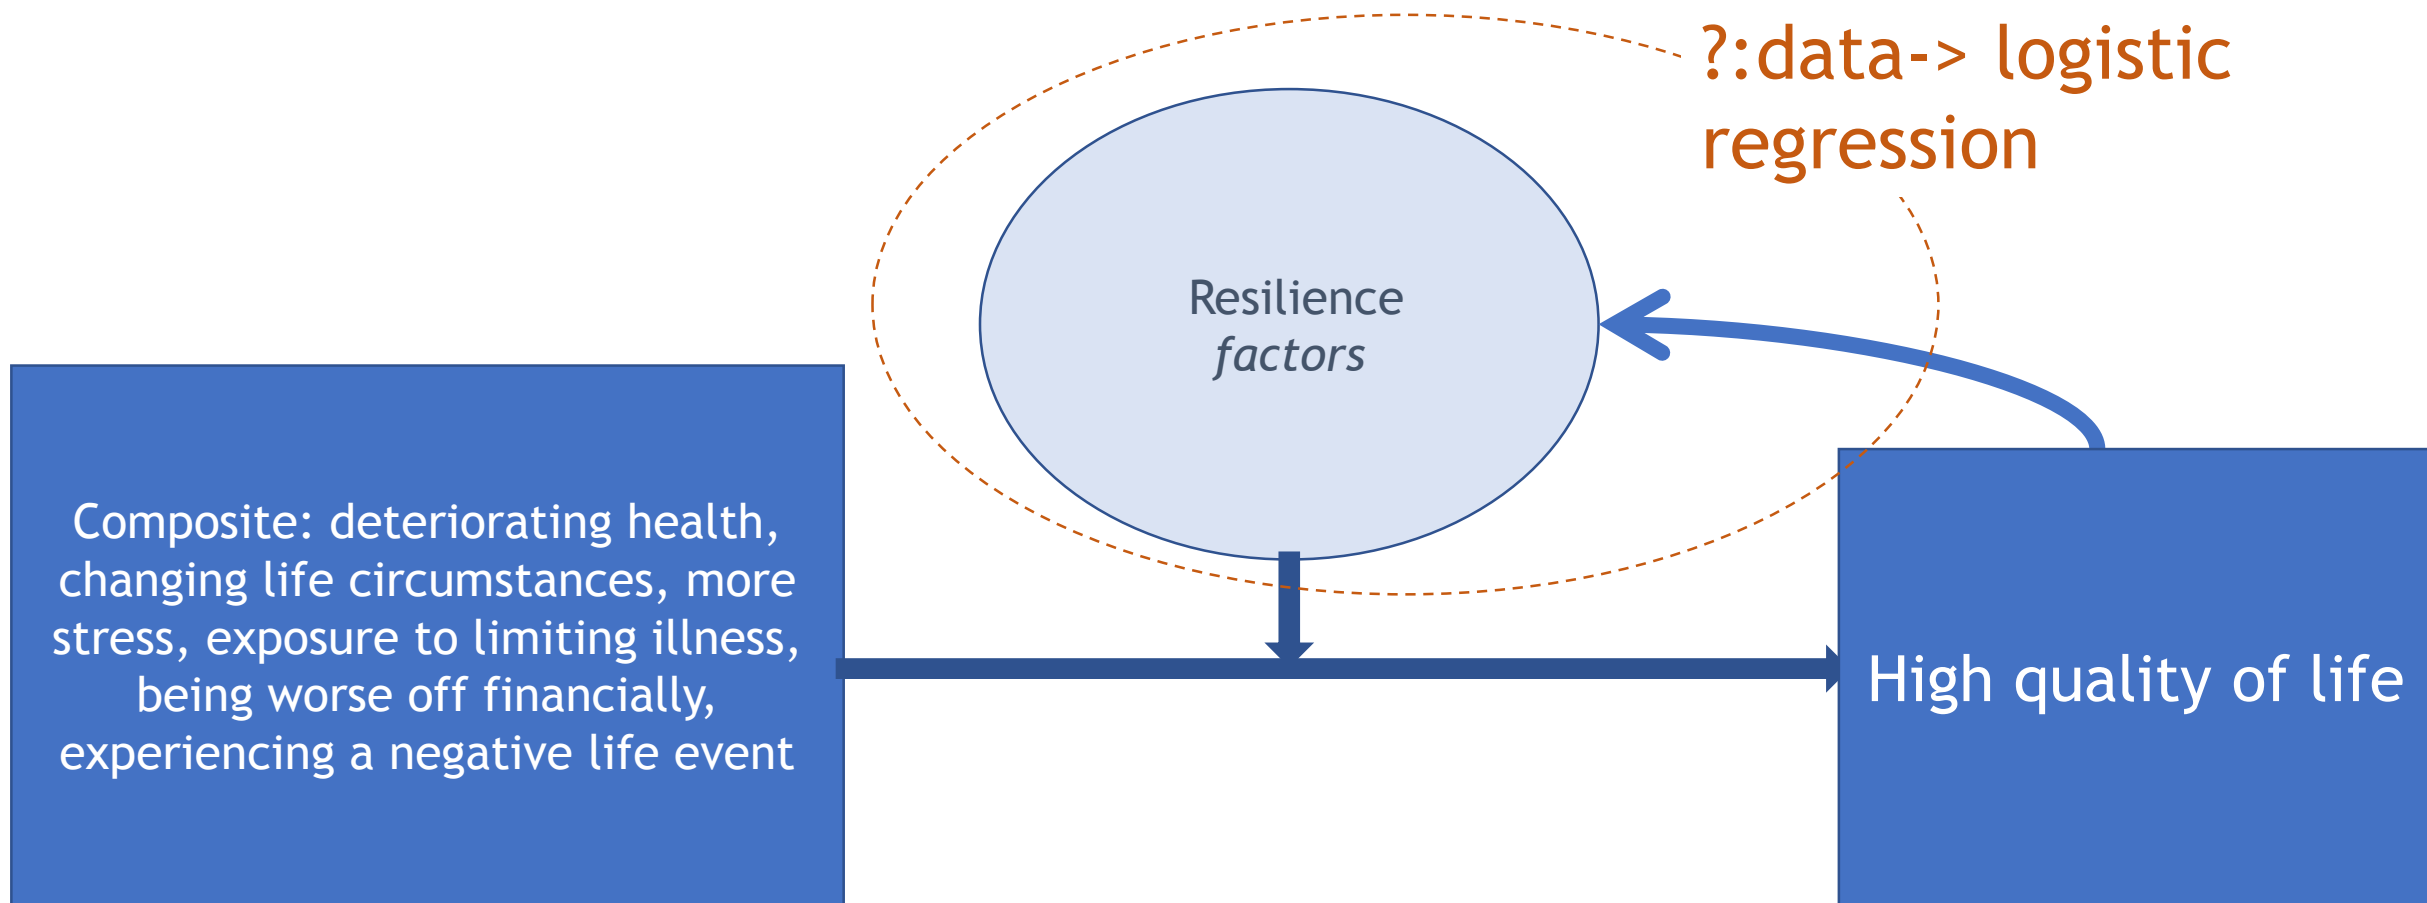 ?:data-> logistic
regression
Resilience
factors
Composite: deteriorating health,
changing life circumstances, more
stress, exposure to limiting illness,
being worse off financially,
experiencing a negative life event
High quality of life